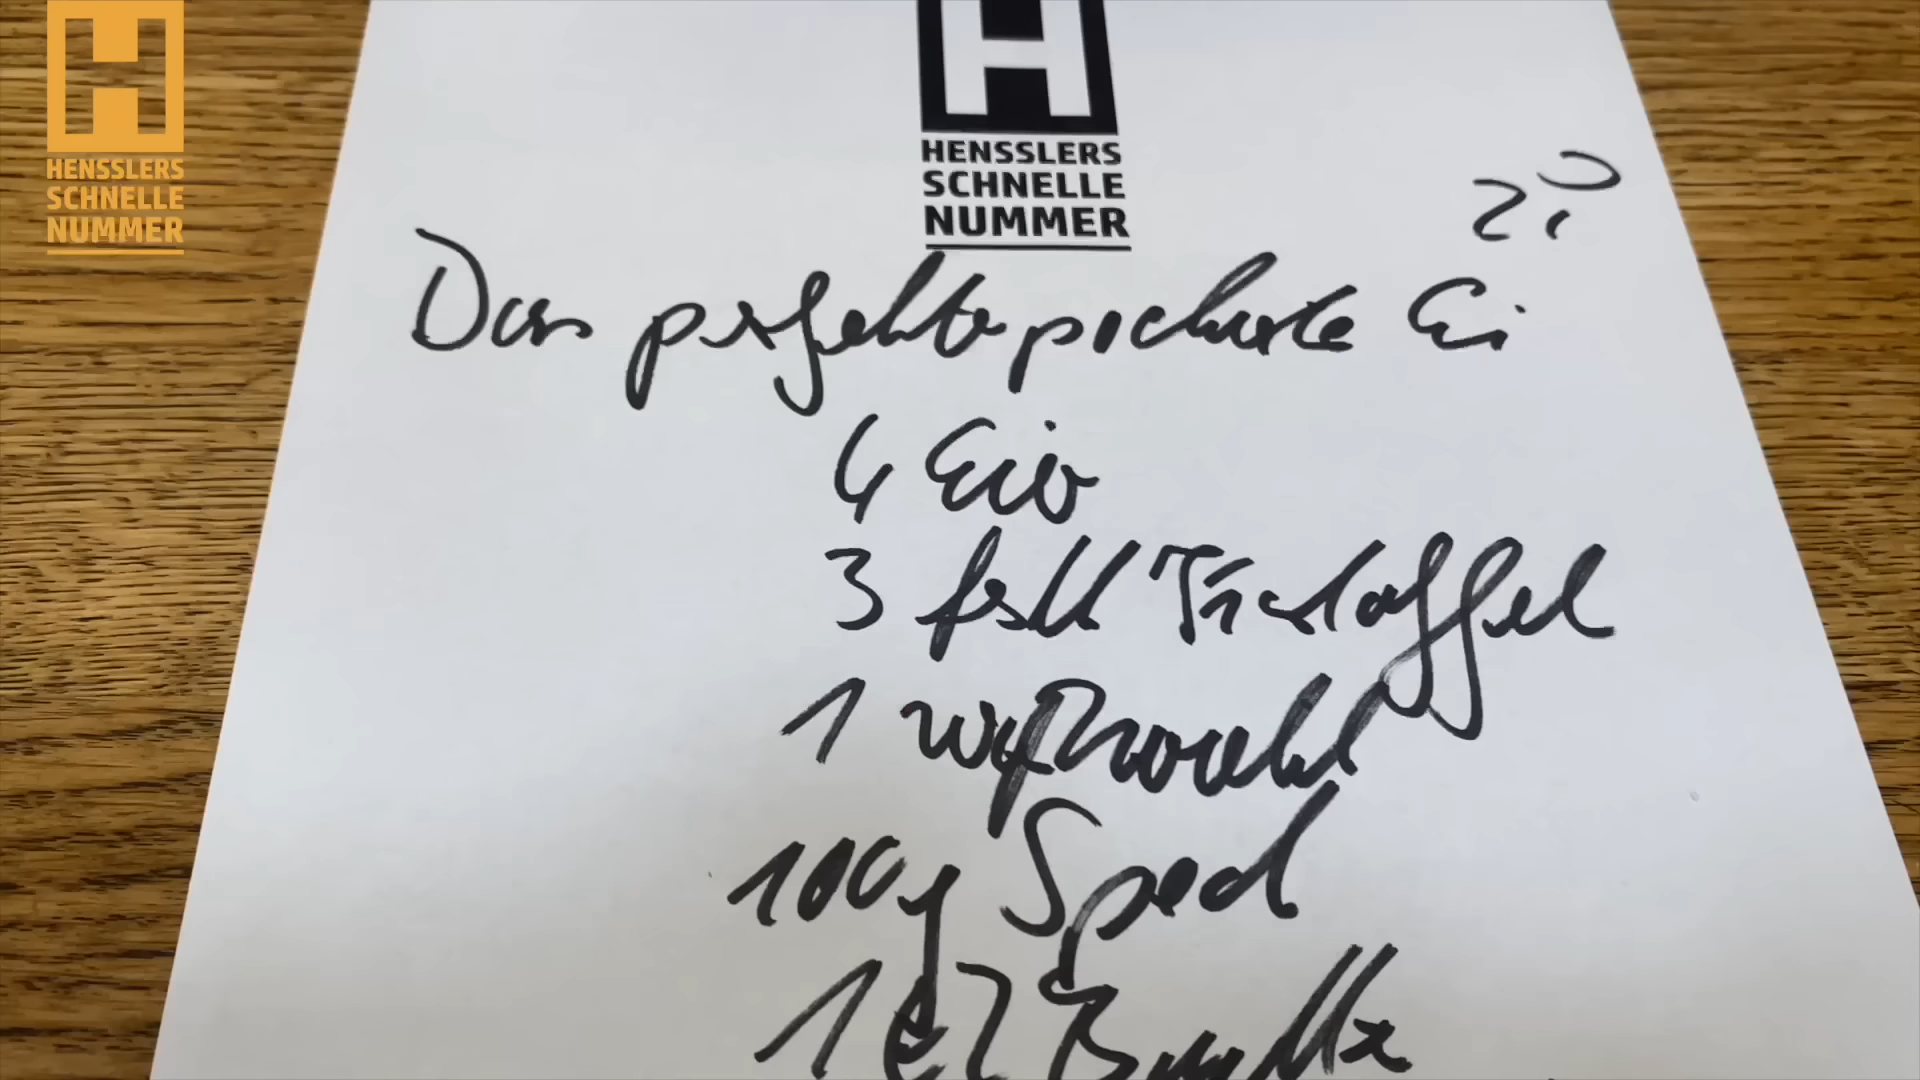 HENSSLERS
SCHNELLE
NUMMER
HENSSLERS
SCHNELLE
NUMMER
2P
Das perfekte pochierte Ei
4 Eier
3 festk Kartoffel
1
100g Speck
1 EL Butter